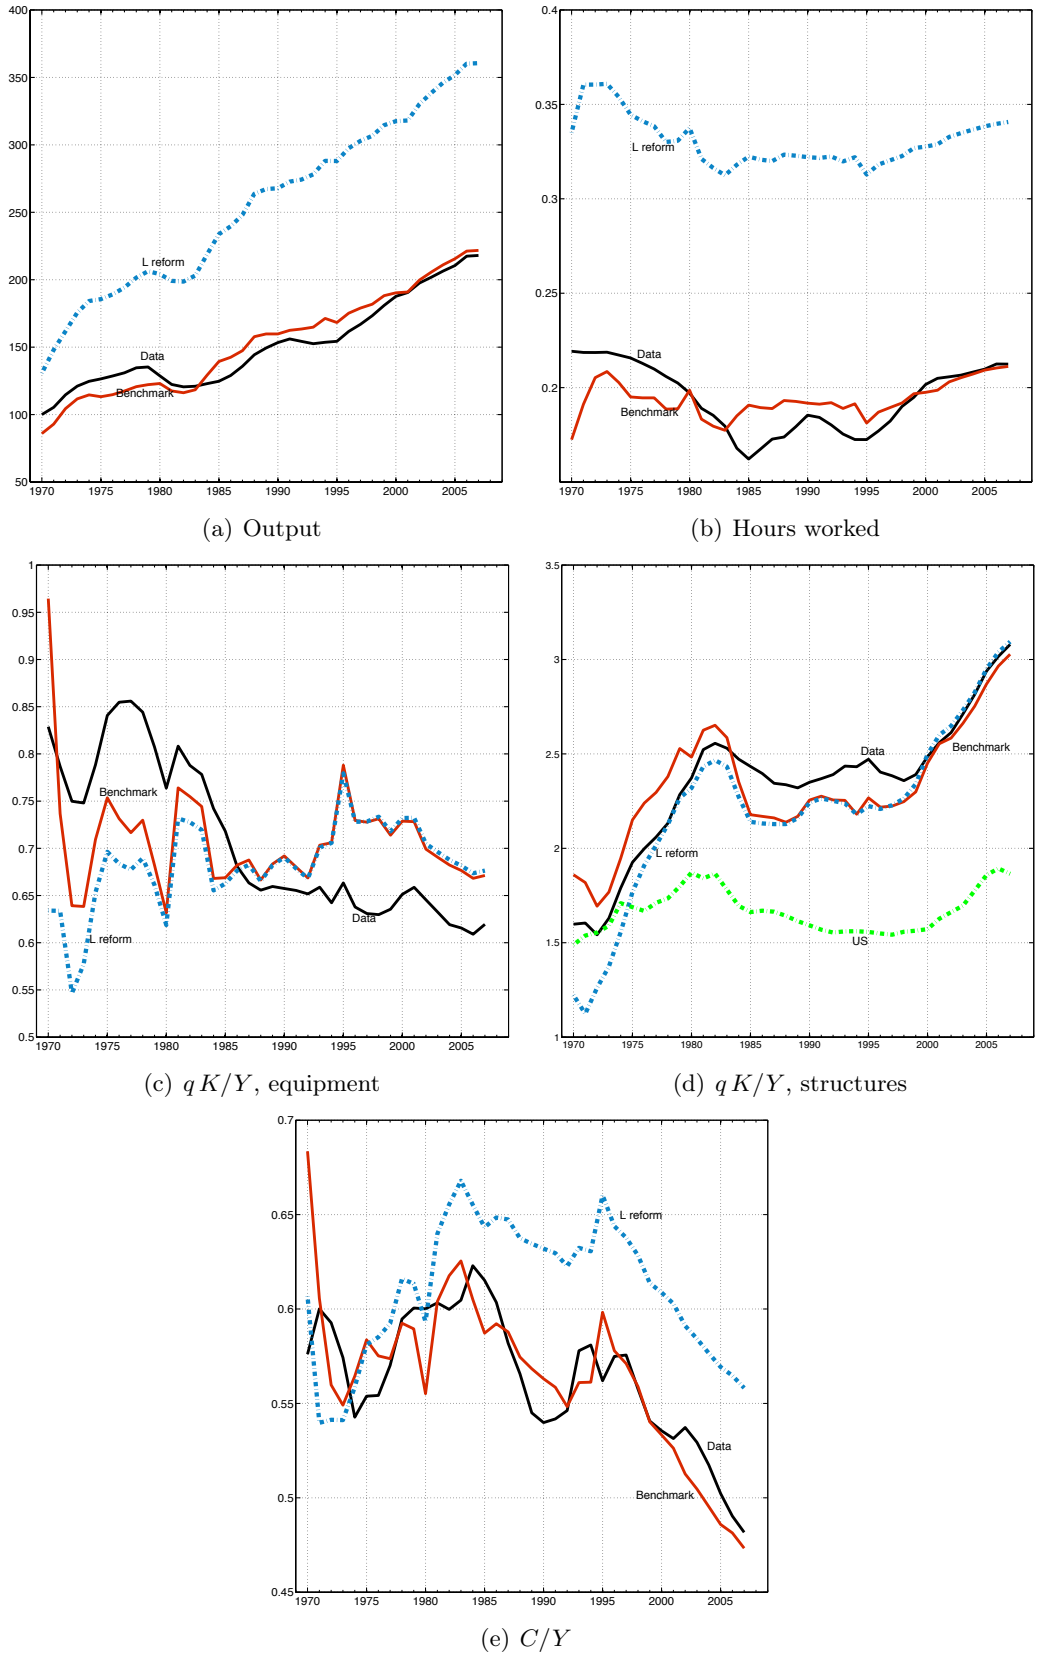 400
350
300
250
200
150
100
50
1970 1975 1980 1985 1990 1995 2000 2005
L reform
Data
Benchmark
(a) Output
0.4
0.35
0.3
0.25
0.2
1970 1975 1980 1985 1990 1995 2000 2005
L reform
Data
Benchmark
(b) Hours worked
1
0.95
0.9
0.85
0.8
0.75
0.7
0.65
0.6
0.55
0.5
1970 1975 1980 1985 1990 1995 2000 2005
Benchmark
Data
L reform
(c) q K/Y, equipment
3.5
3
2.5
2
1.5
1
1970 1975 1980 1985 1990 1995 2000 2005
Data
Benchmark
L reform
US
(d) q K/Y, structures
0.7
0.65
0.6
0.55
0.5
0.45
1970 1975 1980 1985 1990 1995 2000 2005
L reform
Data
Benchmark
(e) C/Y